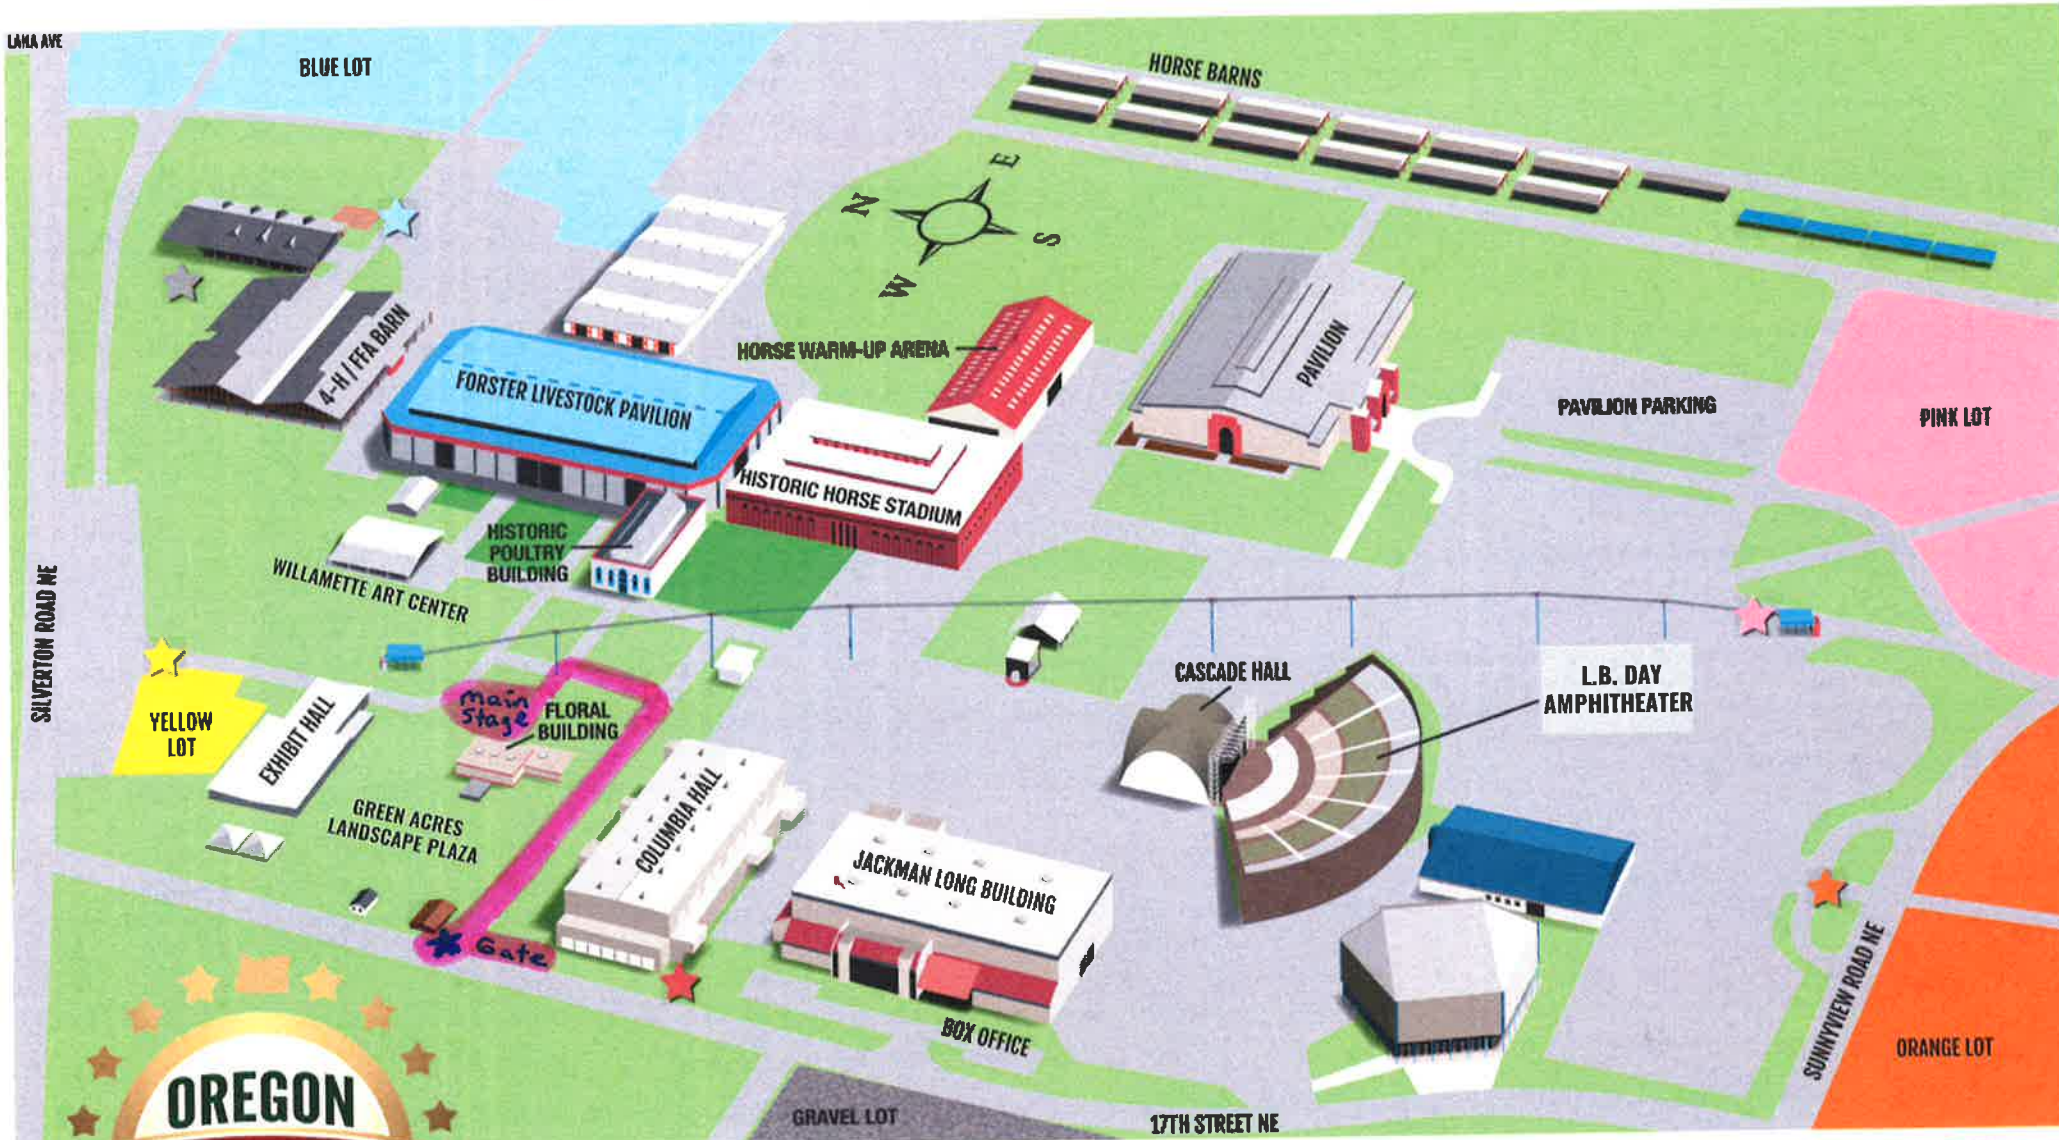 LANA AVE
BLUE LOT
HORSE BARNS
E
N
S
W
4-H / FFA BARN
FORSTER LIVESTOCK PAVILION
HORSE WARM-UP ARENA
PAVILION
PAVILION PARKING
PINK LOT
HISTORIC HORSE STADIUM
HISTORIC
POULTRY
BUILDING
WILLAMETTE ART CENTER
SILVERTON ROAD NE
YELLOW
LOT
EXHIBIT HALL
main
Stage
FLORAL
BUILDING
CASCADE HALL
L.B. DAY
AMPHITHEATER
GREEN ACRES
LANDSCAPE PLAZA
COLUMBIA HALL
JACKMAN LONG BUILDING
Gate
BOX OFFICE
SUNNYVIEW ROAD NE
ORANGE LOT
OREGON
GRAVEL LOT
17TH STREET NE